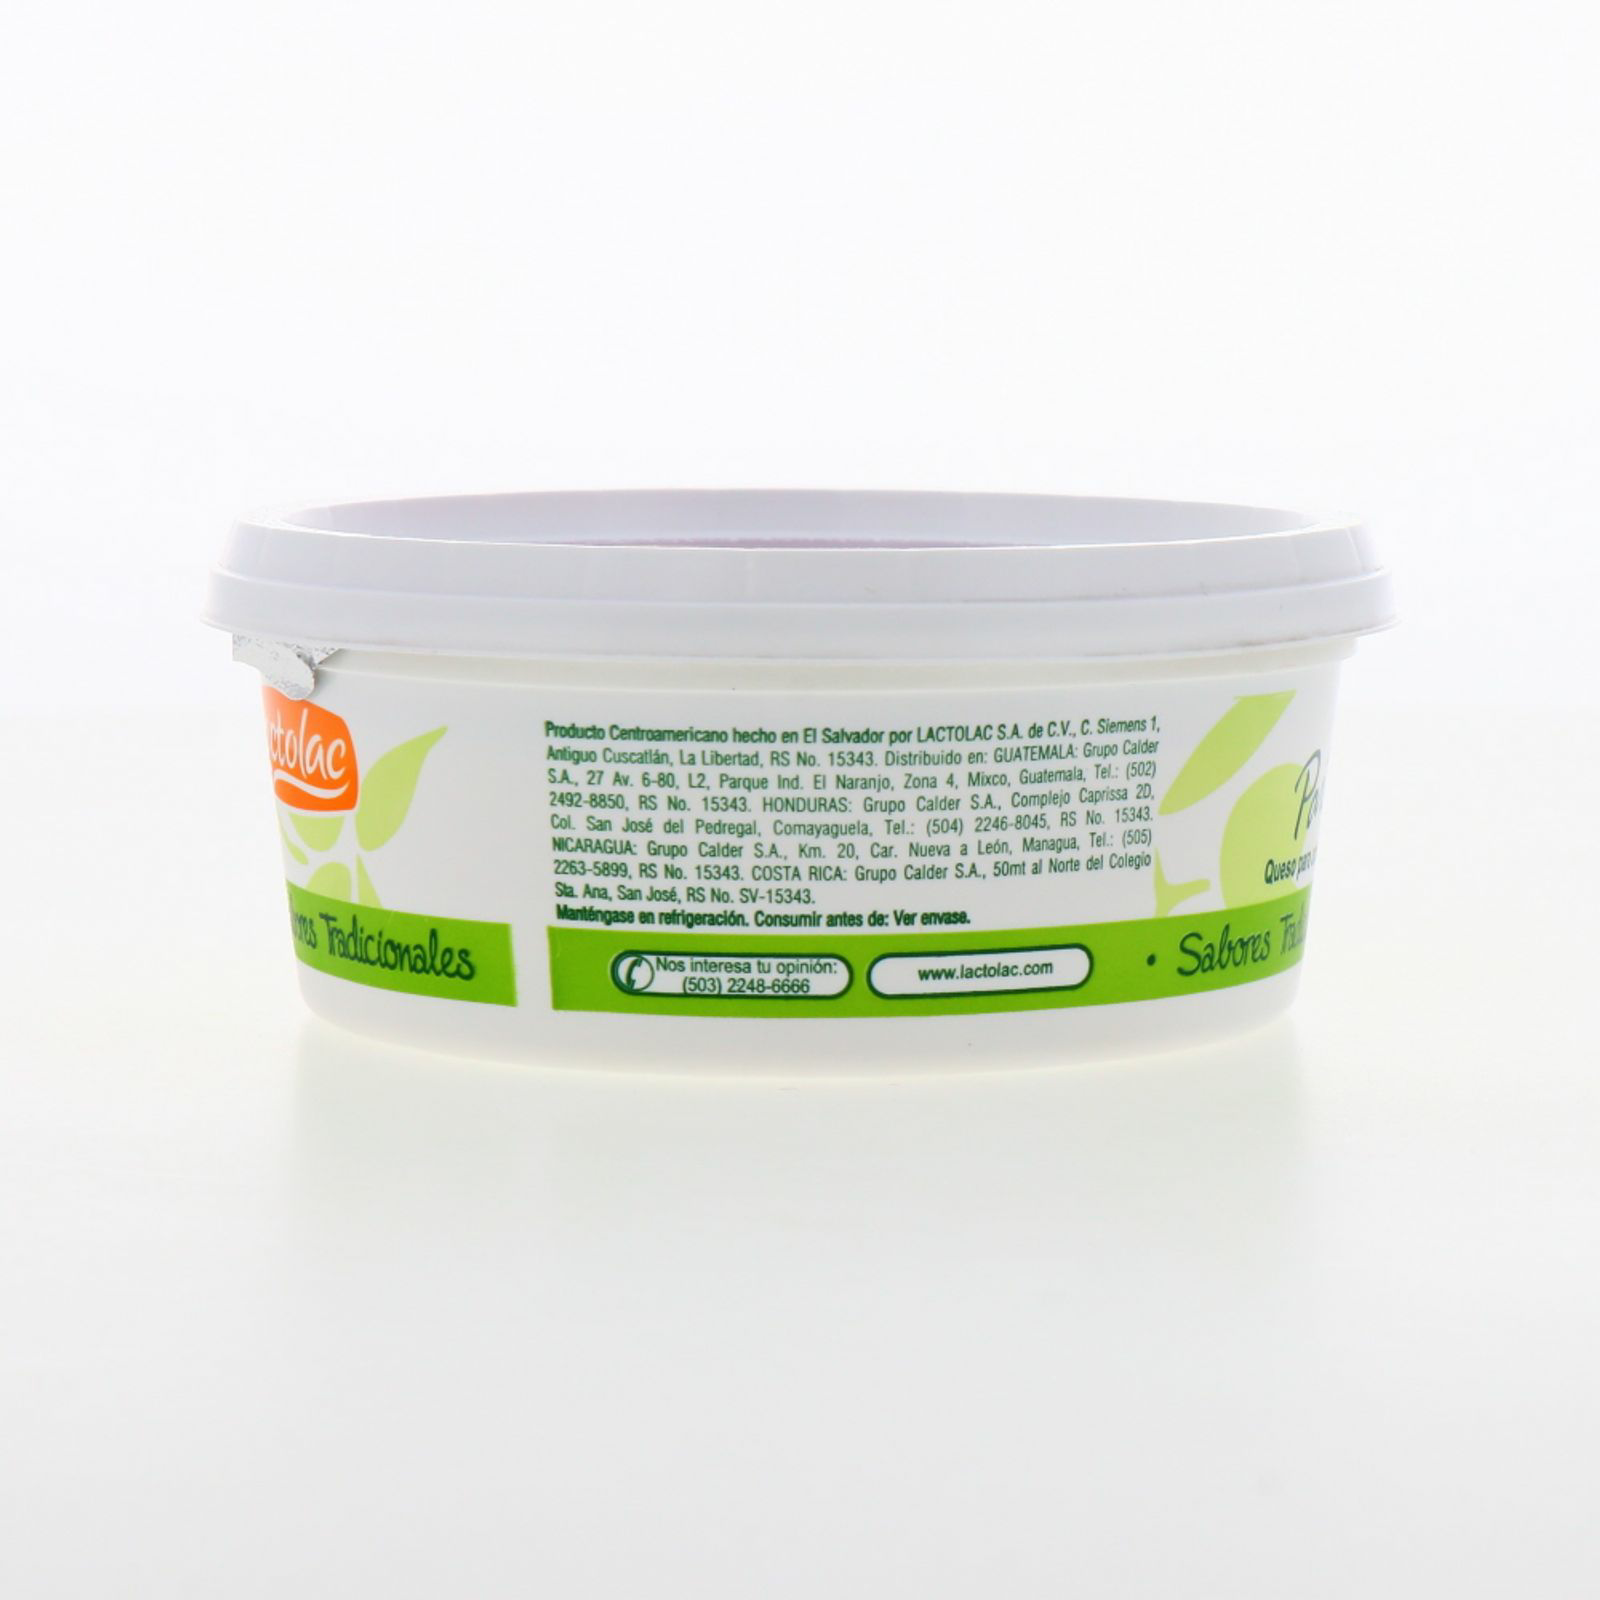 ctolac
Tradicionales
Producto Centroamericano hecho en El Salvador por LACTOLAC S.A. de C.V., C. Siemens 1,
Antiguo Cuscatlán, La Libertad, RS No. 15343. Distribuido en: GUATEMALA: Grupo Calder
S.A., 27 Av. 6-80, L2, Parque Ind. El Naranjo, Zona 4, Mixco, Guatemala, Tel.: (502)
2492-8850, RS No. 15343. HONDURAS: Grupo Calder S.A., Complejo Caprissa 2D,
Col. San José del Pedregal, Comayaguela, Tel.: (504) 2246-8045, RS No. 15343.
NICARAGUA: Grupo Calder S.A., Km. 20, Car. Nueva a León, Managua, Tel.: (505)
2263-5899, RS No. 15343. COSTA RICA: Grupo Calder S.A., 50mt al Norte del Colegio
Sta. Ana, San José, RS No. SV-15343.
Manténgase en refrigeración. Consumir antes de: Ver envase.
Nos interesa tu opinión:
(503) 2248-6666
www.lactolac.com
Queso para
• Sabores